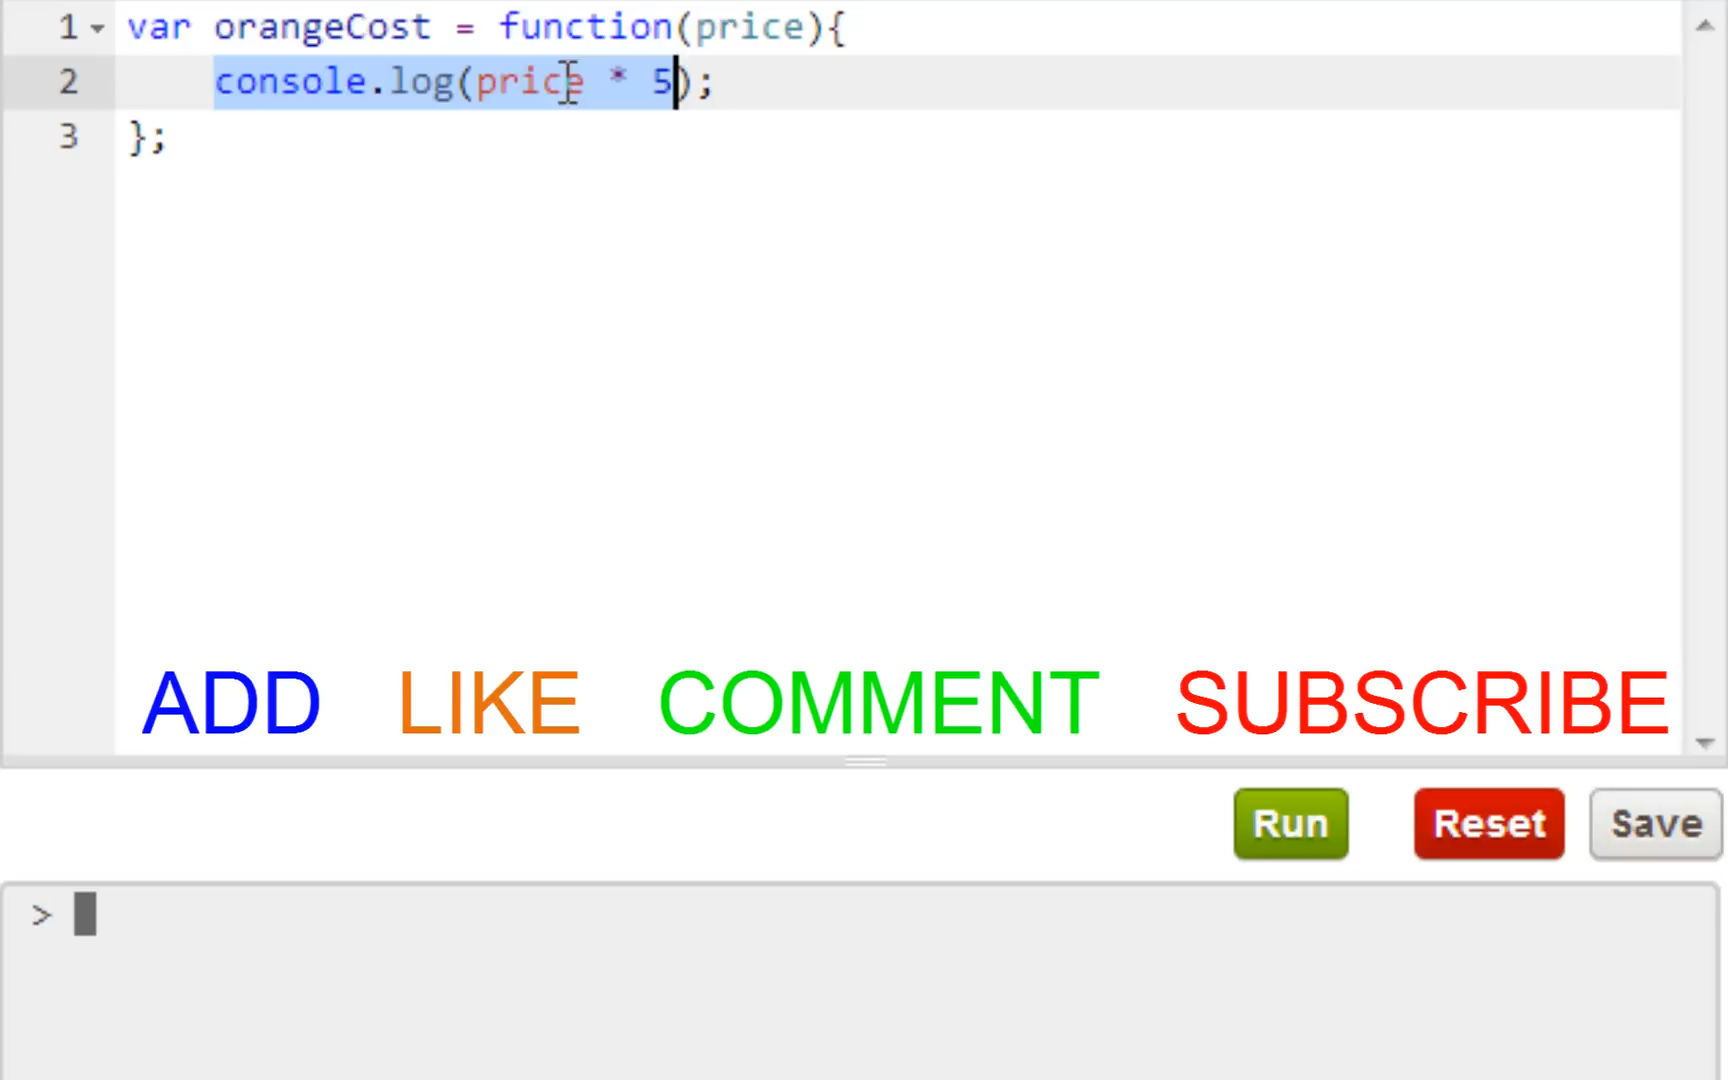 1 var orangeCost = function(price){
2 console.log(price * 5);
3 };
ADD LIKE COMMENT SUBSCRIBE
Run Reset Save
>